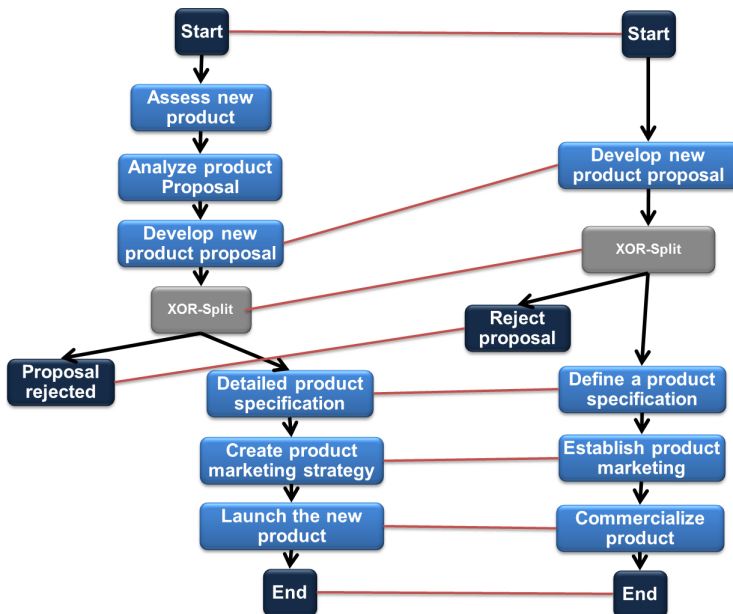 Start
Start
Assess new
product
Analyze product
Proposal
Develop new
product proposal
Develop new
product proposal
XOR-Split
XOR-Split
Reject
proposal
Proposal
rejected
Detailed product
specification
Define a product
specification
Create product
marketing strategy
Establish product
marketing
Launch the new
product
Commercialize
product
End
End